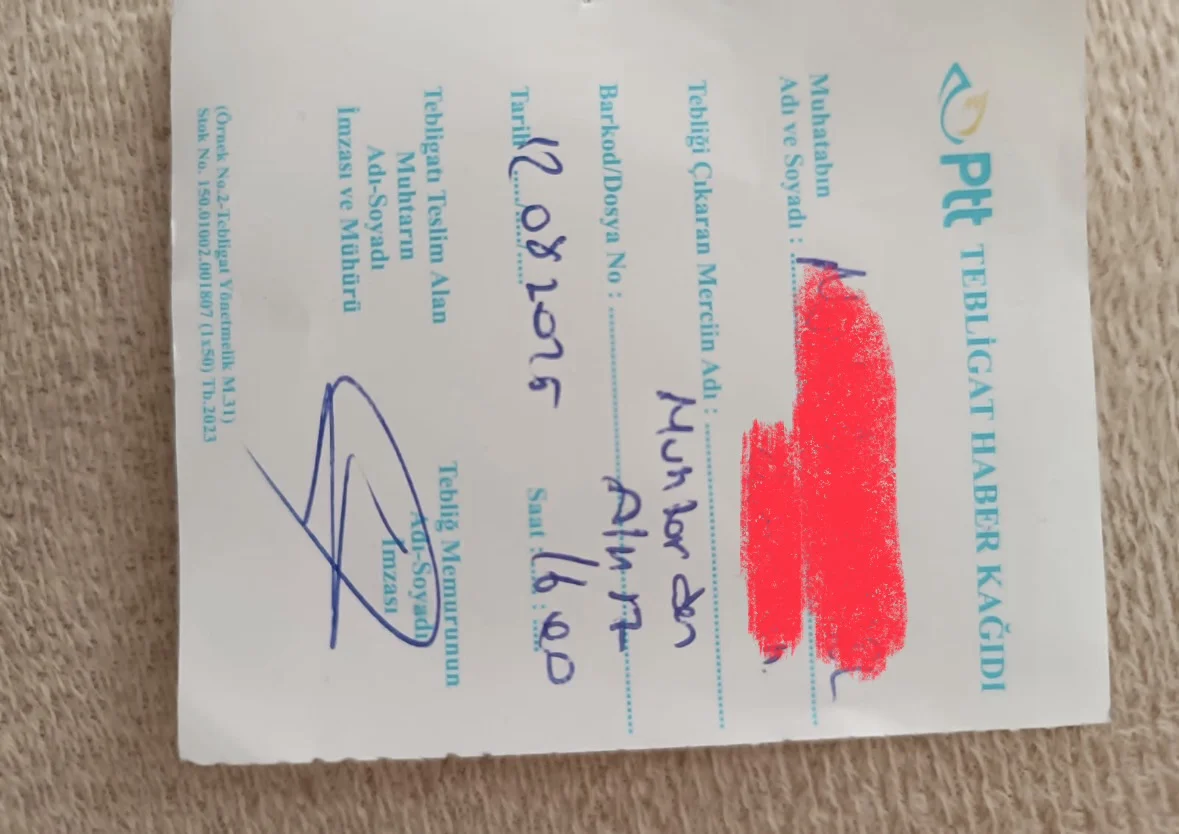 Ptt TEBLİGAT HABER KAĞIDI
Muhatabın
Adı ve Soyadı :
Tebliği Çıkaran Merciin Adı :
Muhtardan
Barkod/Dosya No :
Alınız
Tarih 12 08 2025 Saat : 16 00
Tebligatı Teslim Alan
Muhtarın
Adı-Soyadı
İmzası ve Mühürü
Tebliğ Memurunun
Adı-Soyadı
İmzası
(Örnek No.2-Tebligat Yönetmelik M.31)
Stok No. 150.01002.001807 (1x50) Tb.2023